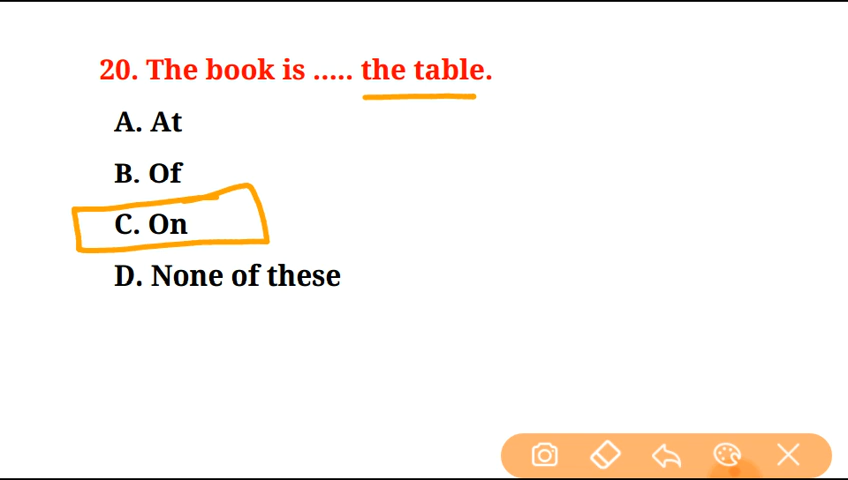 20. The book is ..... the table.
A. At
B. Of
C. On
D. None of these